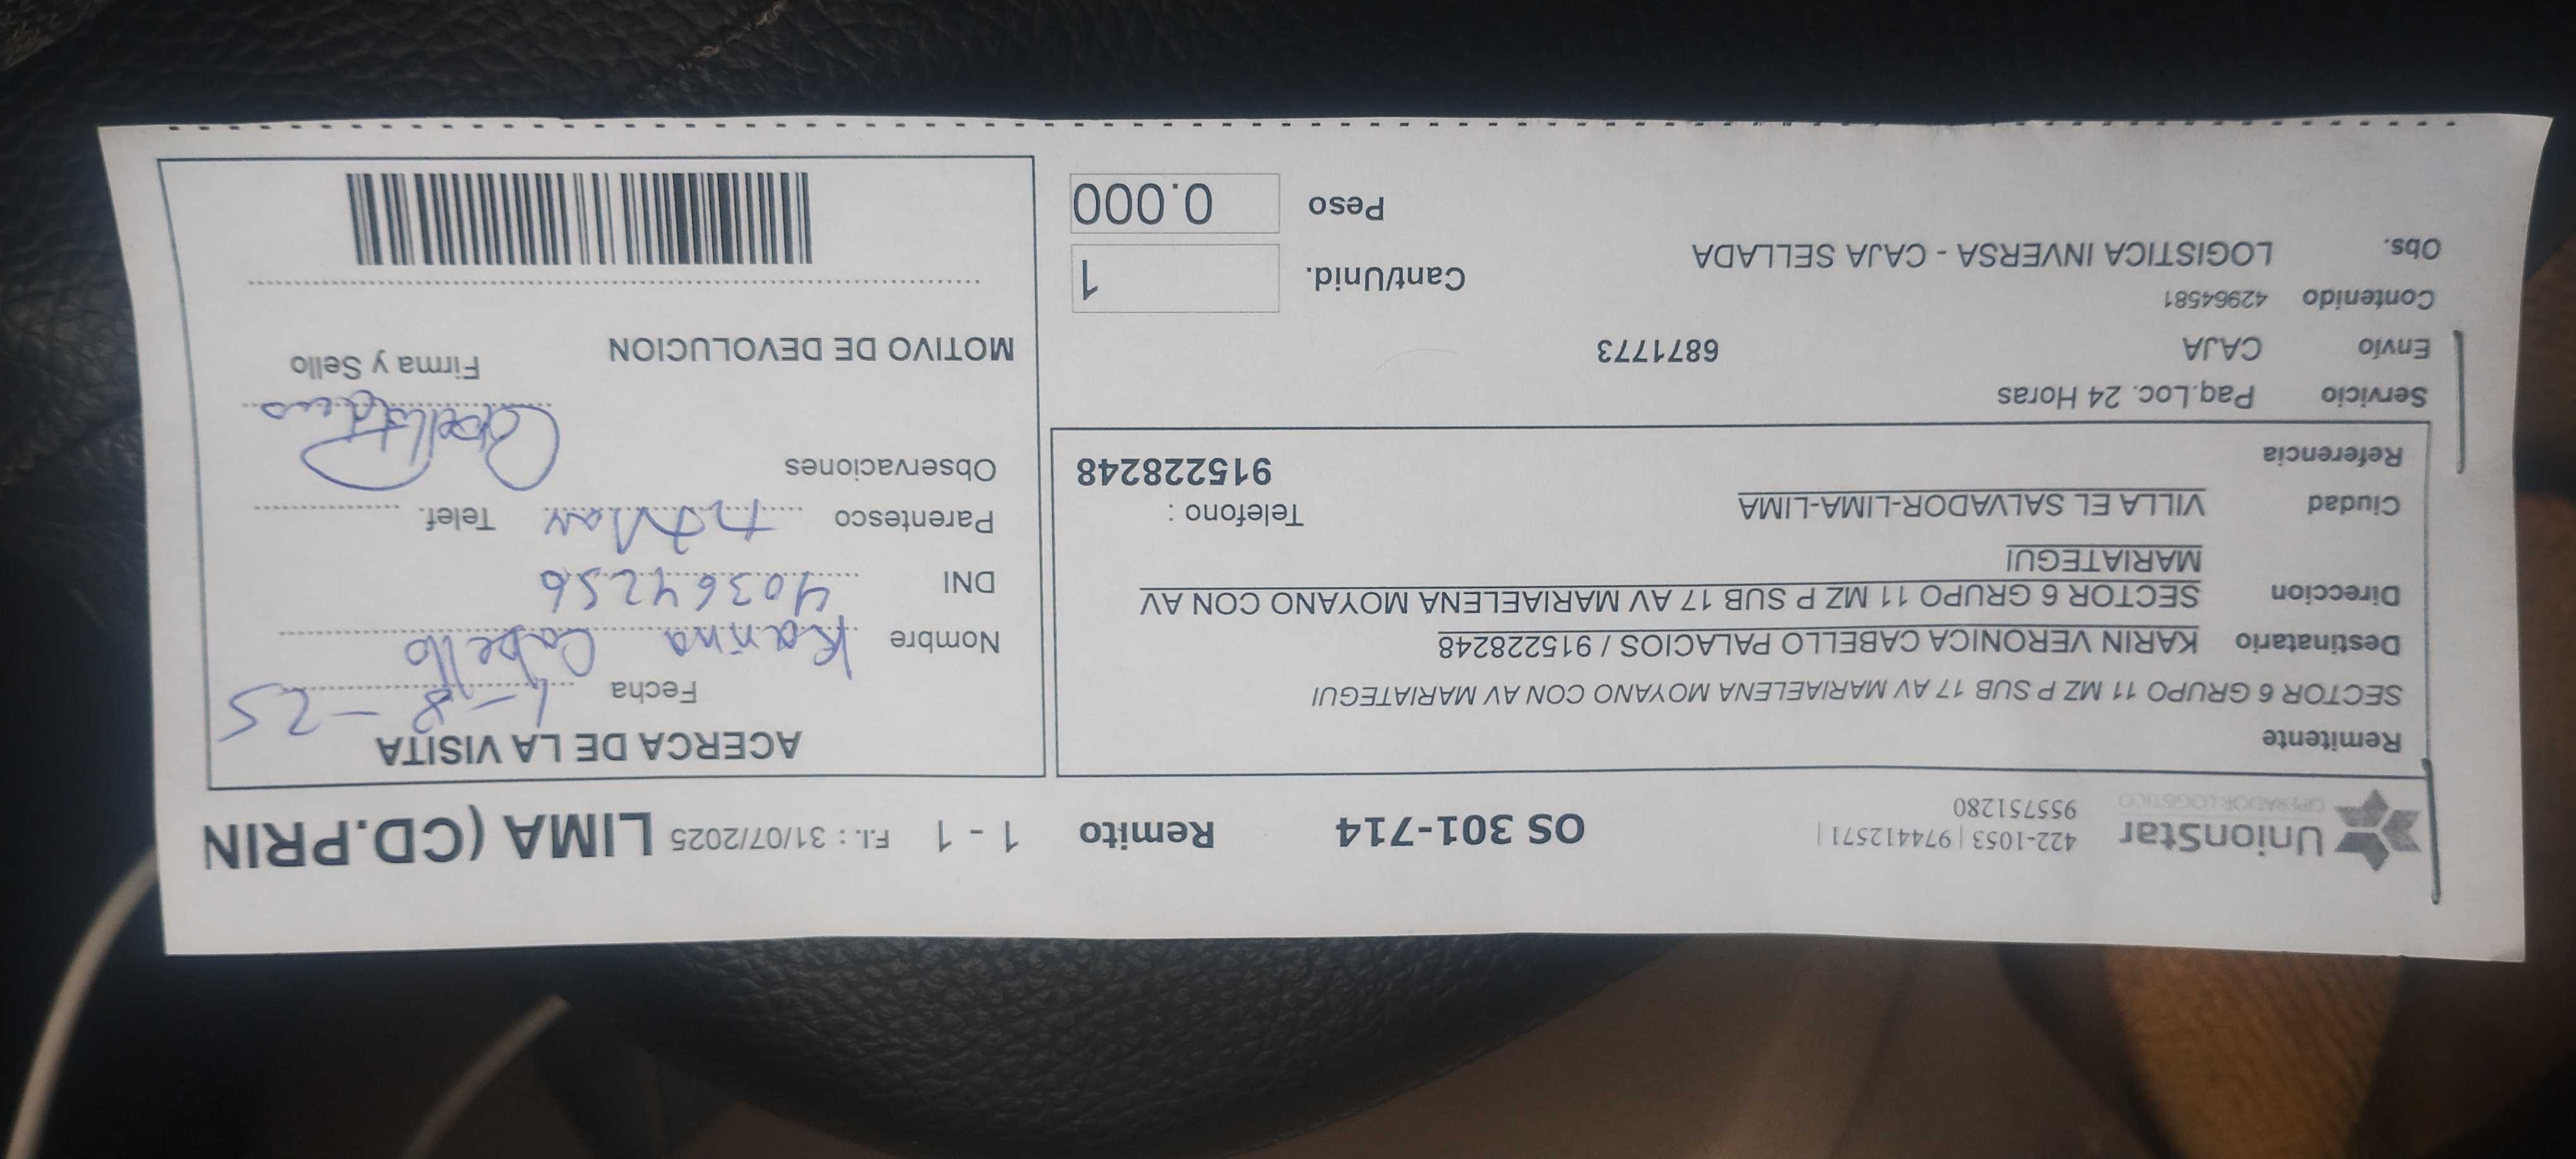 UnionStar
OPERADOR LOGISTICO
422-1053 | 974412571 |
955751280
OS 301-714
Remito
1 - 1
F.I. : 31/07/2025
LIMA (CD.PRIN
Remitente
SECTOR 6 GRUPO 11 MZ P SUB 17 AV MARIAELENA MOYANO CON AV MARIATEGUI
Destinatario KARIN VERONICA CABELLO PALACIOS / 915228248
Direccion SECTOR 6 GRUPO 11 MZ P SUB 17 AV MARIAELENA MOYANO CON AV
MARIATEGUI
Ciudad VILLA EL SALVADOR-LIMA-LIMA
Telefono :
915228248
Referencia
Servicio Paq.Loc. 24 Horas
Envío CAJA 6871773
Contenido 42964581
Obs. LOGISTICA INVERSA - CAJA SELLADA
Cant/Unid. 1
Peso 0.000
ACERCA DE LA VISITA
Fecha 1-8-25
Nombre Karina Cabello
DNI 40364256
Parentesco titular Telef.
Observaciones
Firma y Sello
MOTIVO DE DEVOLUCION